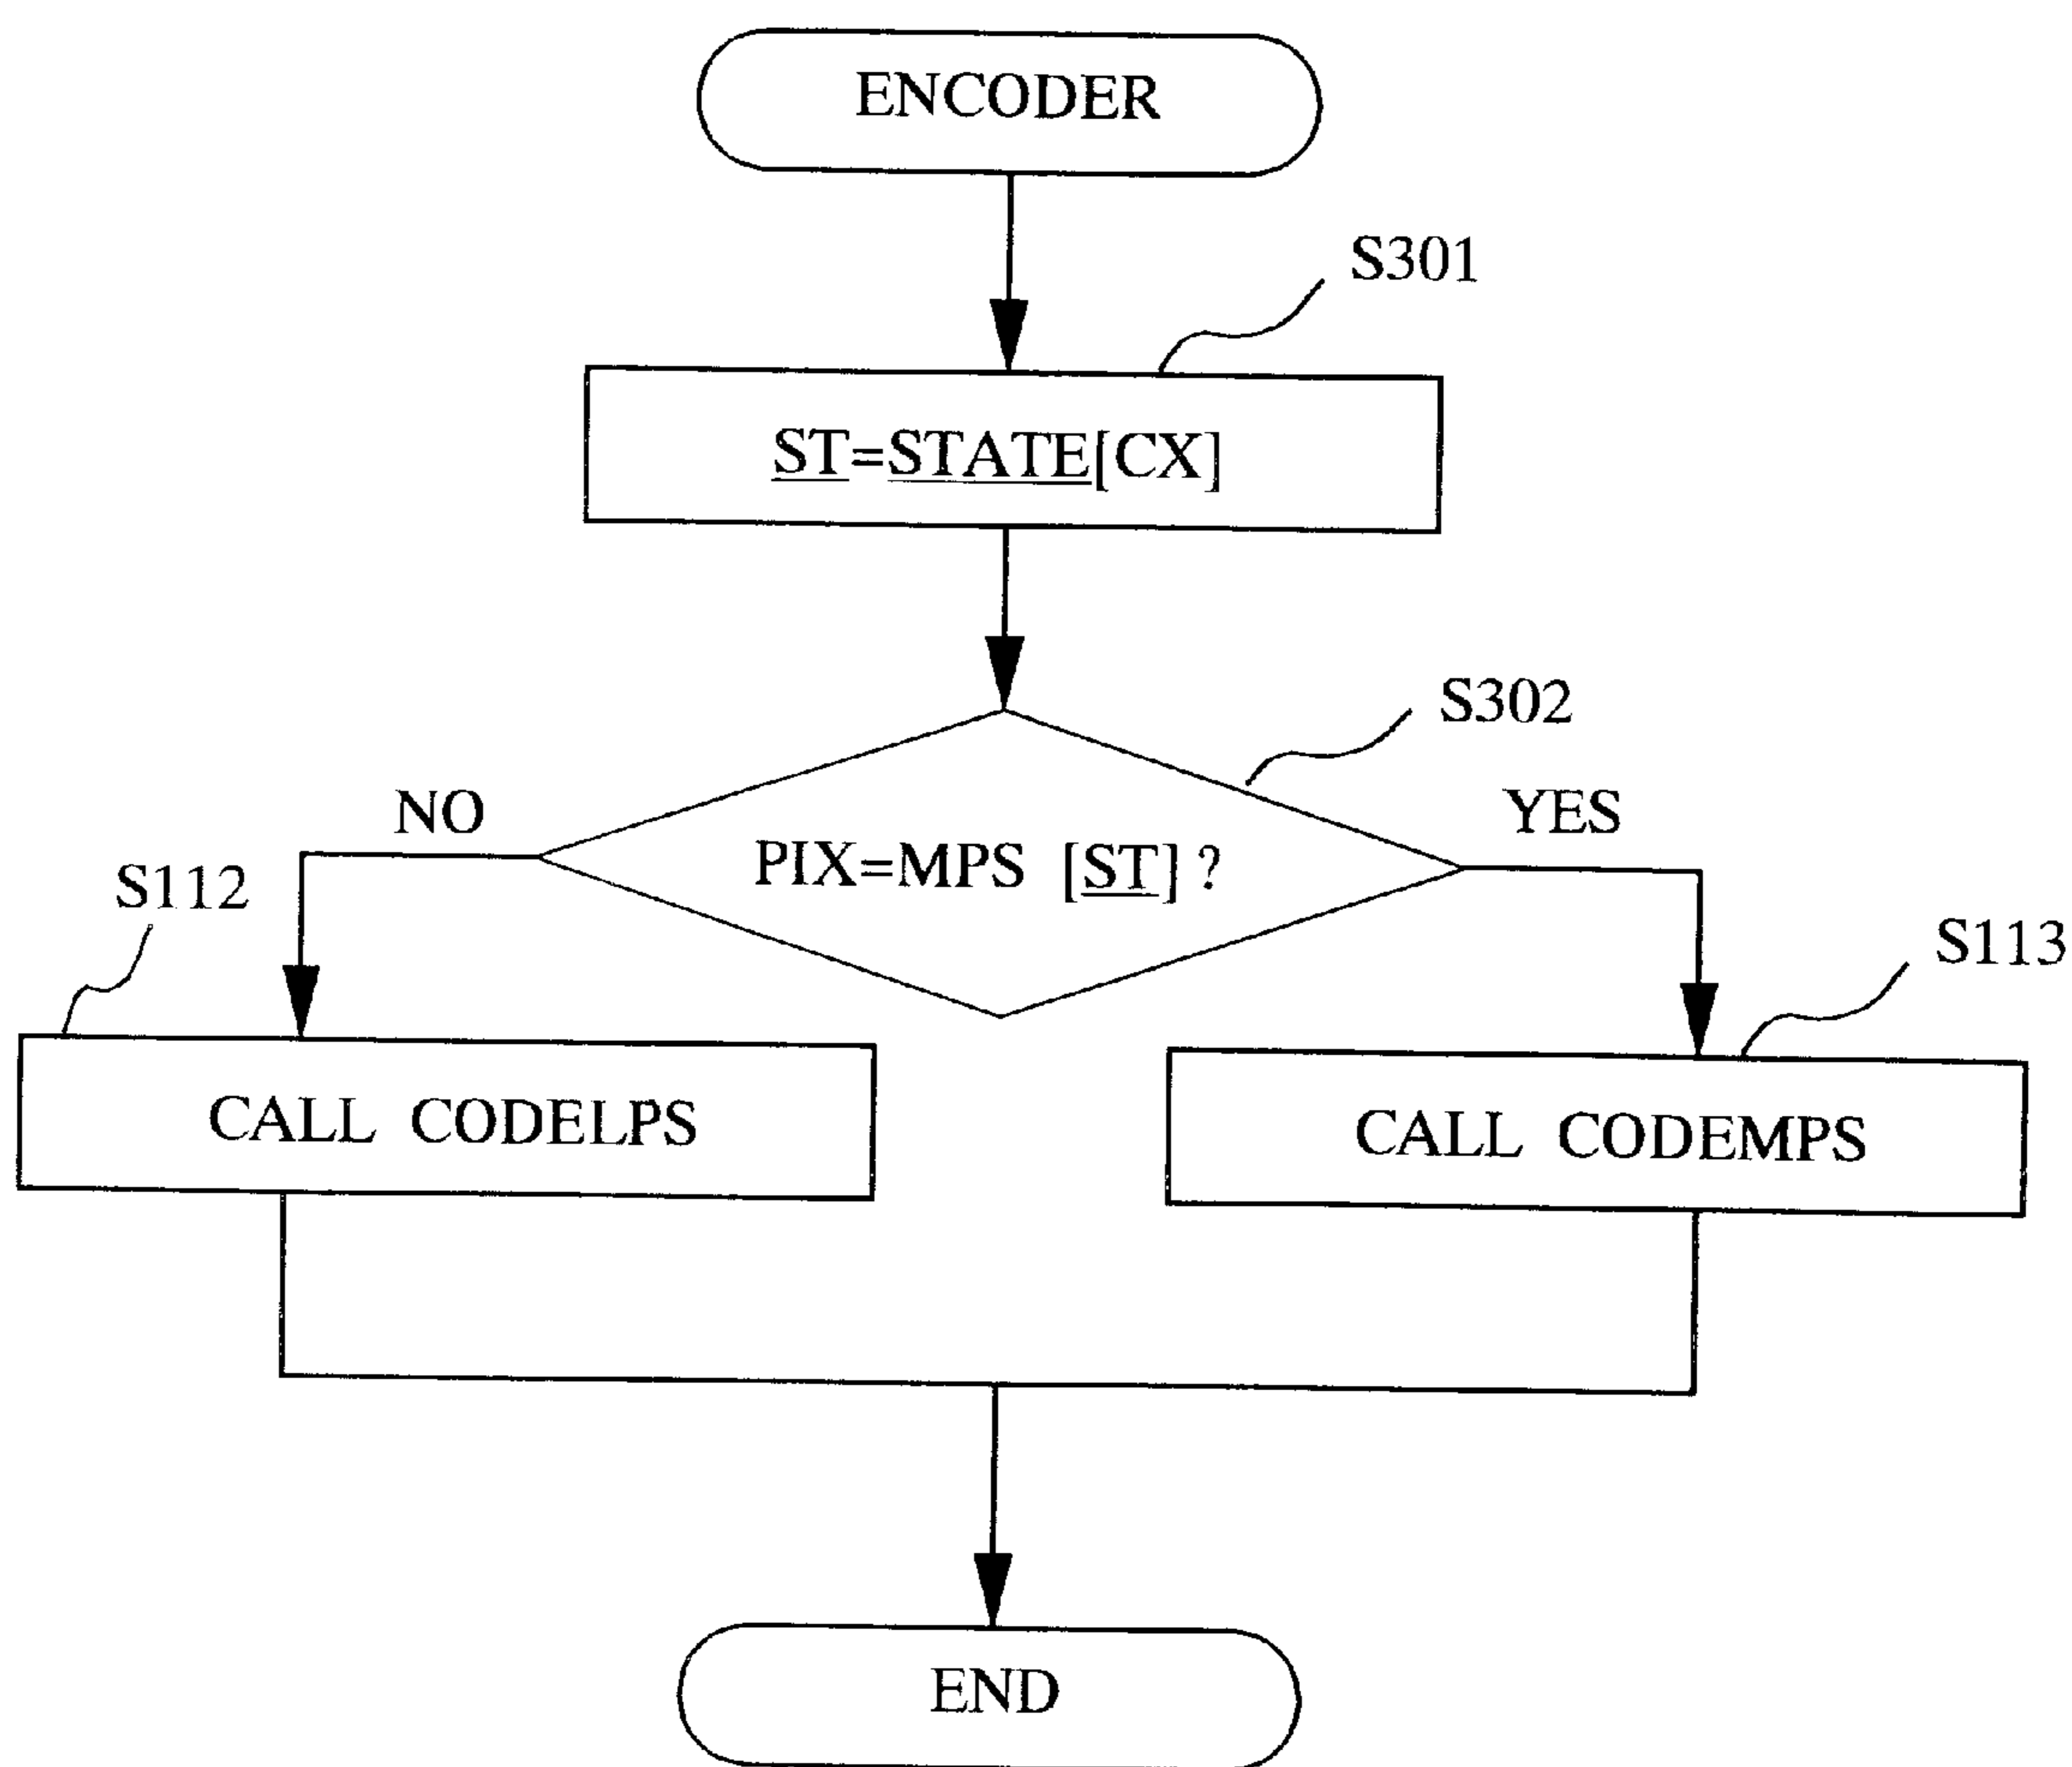 ENCODER
S301
ST=STATE[CX]
S302
NO
YES
PIX=MPS [ST] ?
S112
S113
CALL CODELPS
CALL CODEMPS
END